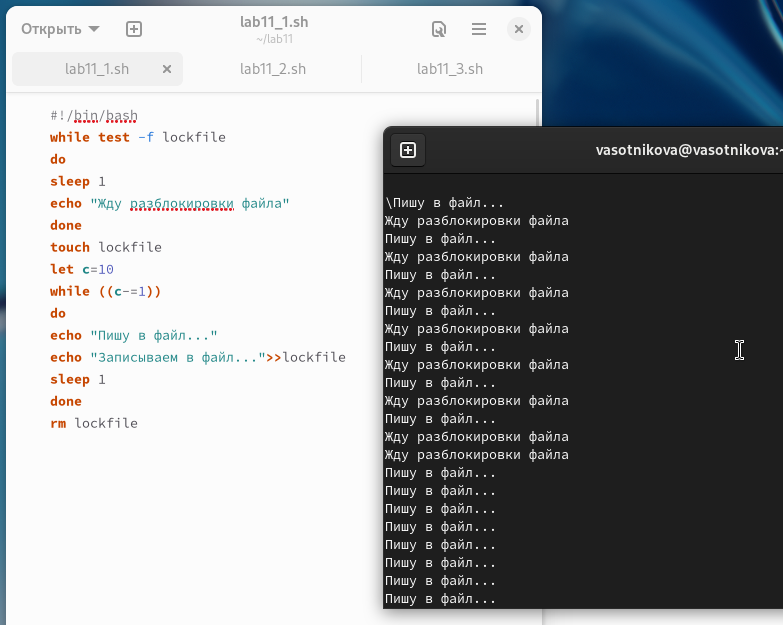 Открыть
lab11_1.sh
~/lab11
lab11_1.sh
lab11_2.sh
lab11_3.sh
#!/bin/bash
while test -f lockfile
do
sleep 1
echo "Жду разблокировки файла"
done
touch lockfile
let c=10
while ((c-=1))
do
echo "Пишу в файл..."
echo "Записываем в файл...">>lockfile
sleep 1
done
rm lockfile
vasotnikova@vasotnikova:~
\Пишу в файл...
Жду разблокировки файла
Пишу в файл...
Жду разблокировки файла
Пишу в файл...
Жду разблокировки файла
Пишу в файл...
Жду разблокировки файла
Пишу в файл...
Жду разблокировки файла
Пишу в файл...
Жду разблокировки файла
Пишу в файл...
Жду разблокировки файла
Жду разблокировки файла
Пишу в файл...
Пишу в файл...
Пишу в файл...
Пишу в файл...
Пишу в файл...
Пишу в файл...
Пишу в файл...
Пишу в файл...